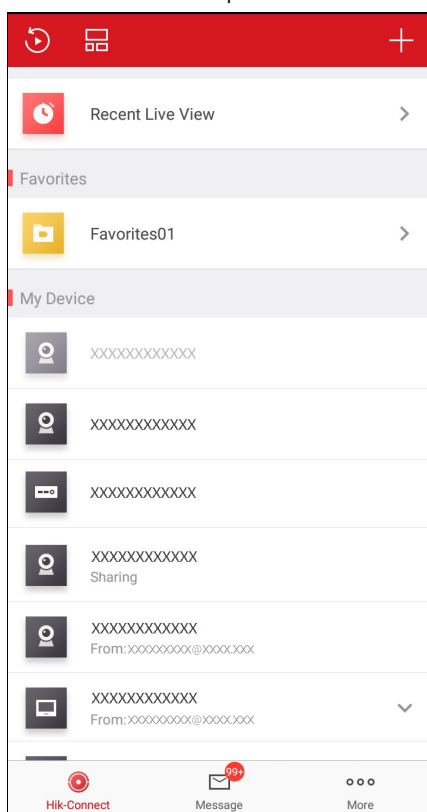 Recent Live View
Favorites
Favorites01
My Device
XXXXXXXXXXXX
XXXXXXXXXXXX
XXXXXXXXXXXX
XXXXXXXXXXXX
Sharing
XXXXXXXXXXXX
From:XXXXXXXXX@XXXX.XXX
XXXXXXXXXXXX
From:XXXXXXXXX@XXXX.XXX
99+
Hik-Connect
Message
More